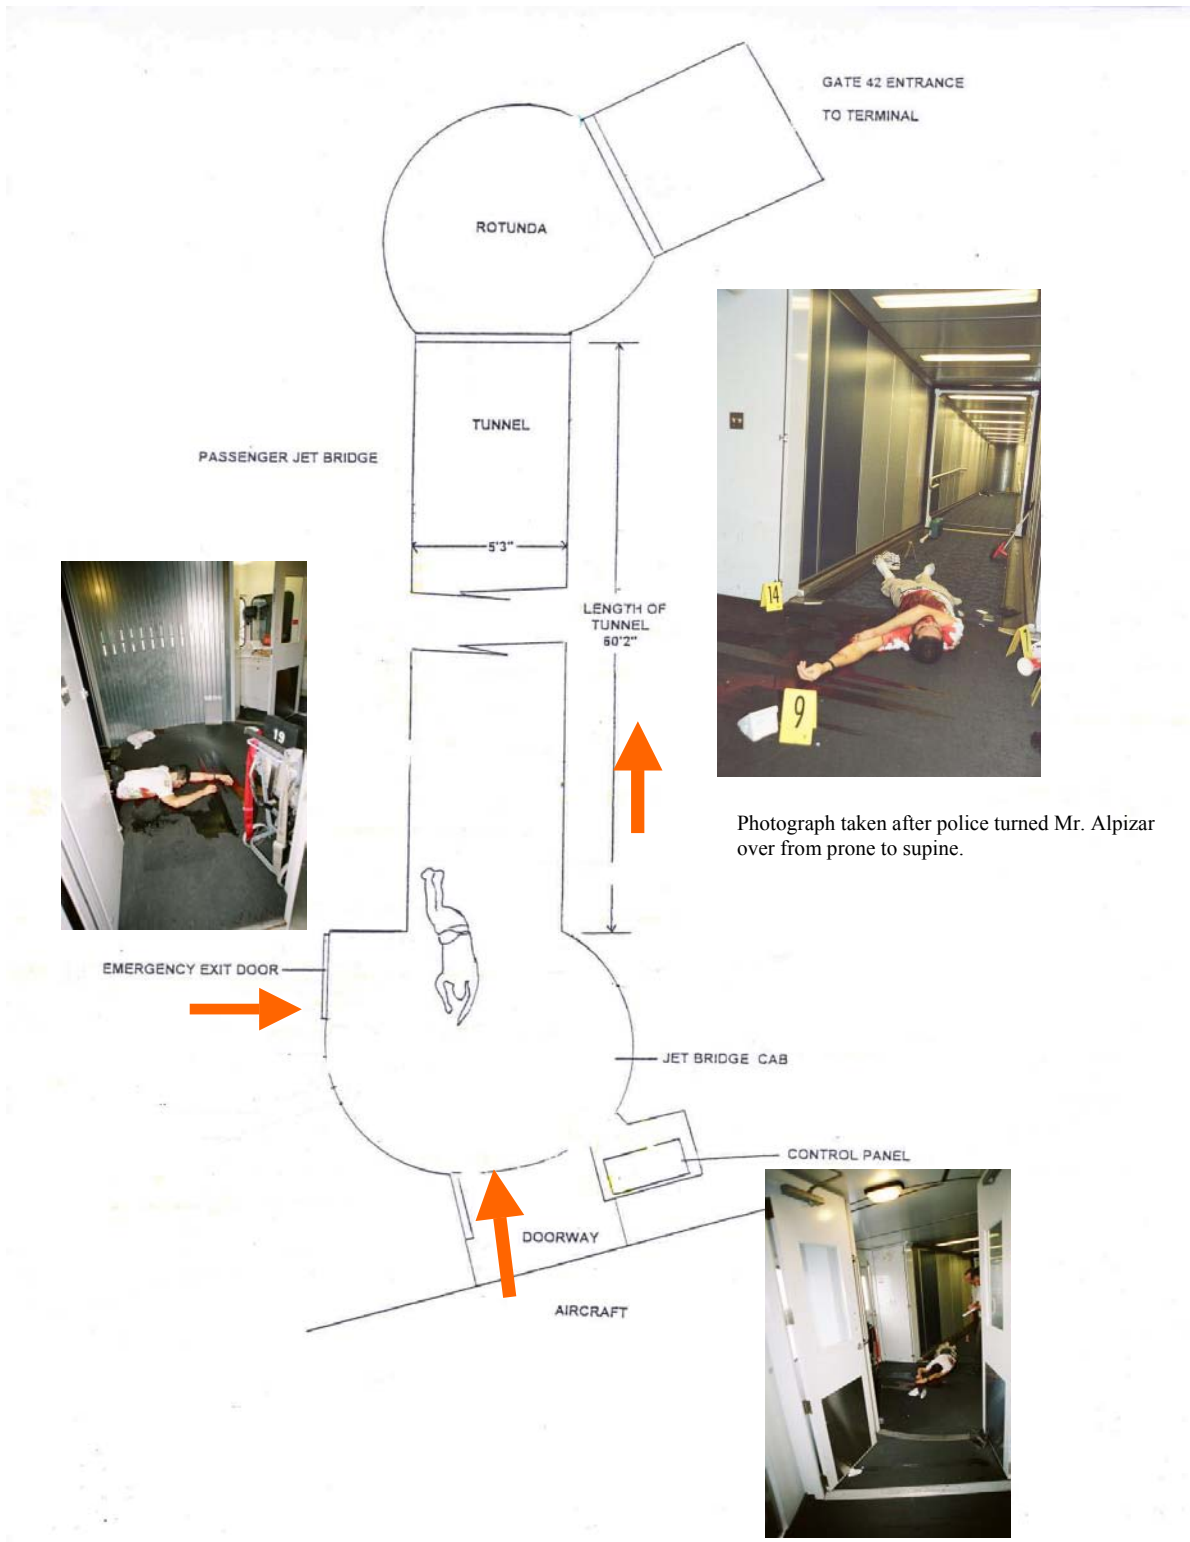 GATE 42 ENTRANCE
TO TERMINAL
ROTUNDA
TUNNEL
PASSENGER JET BRIDGE
5'3"
14
LENGTH OF
TUNNEL
60'2"
7
9
19
Photograph taken after police turned Mr. Alpizar
over from prone to supine.
EMERGENCY EXIT DOOR
JET BRIDGE CAB
CONTROL PANEL
DOORWAY
AIRCRAFT